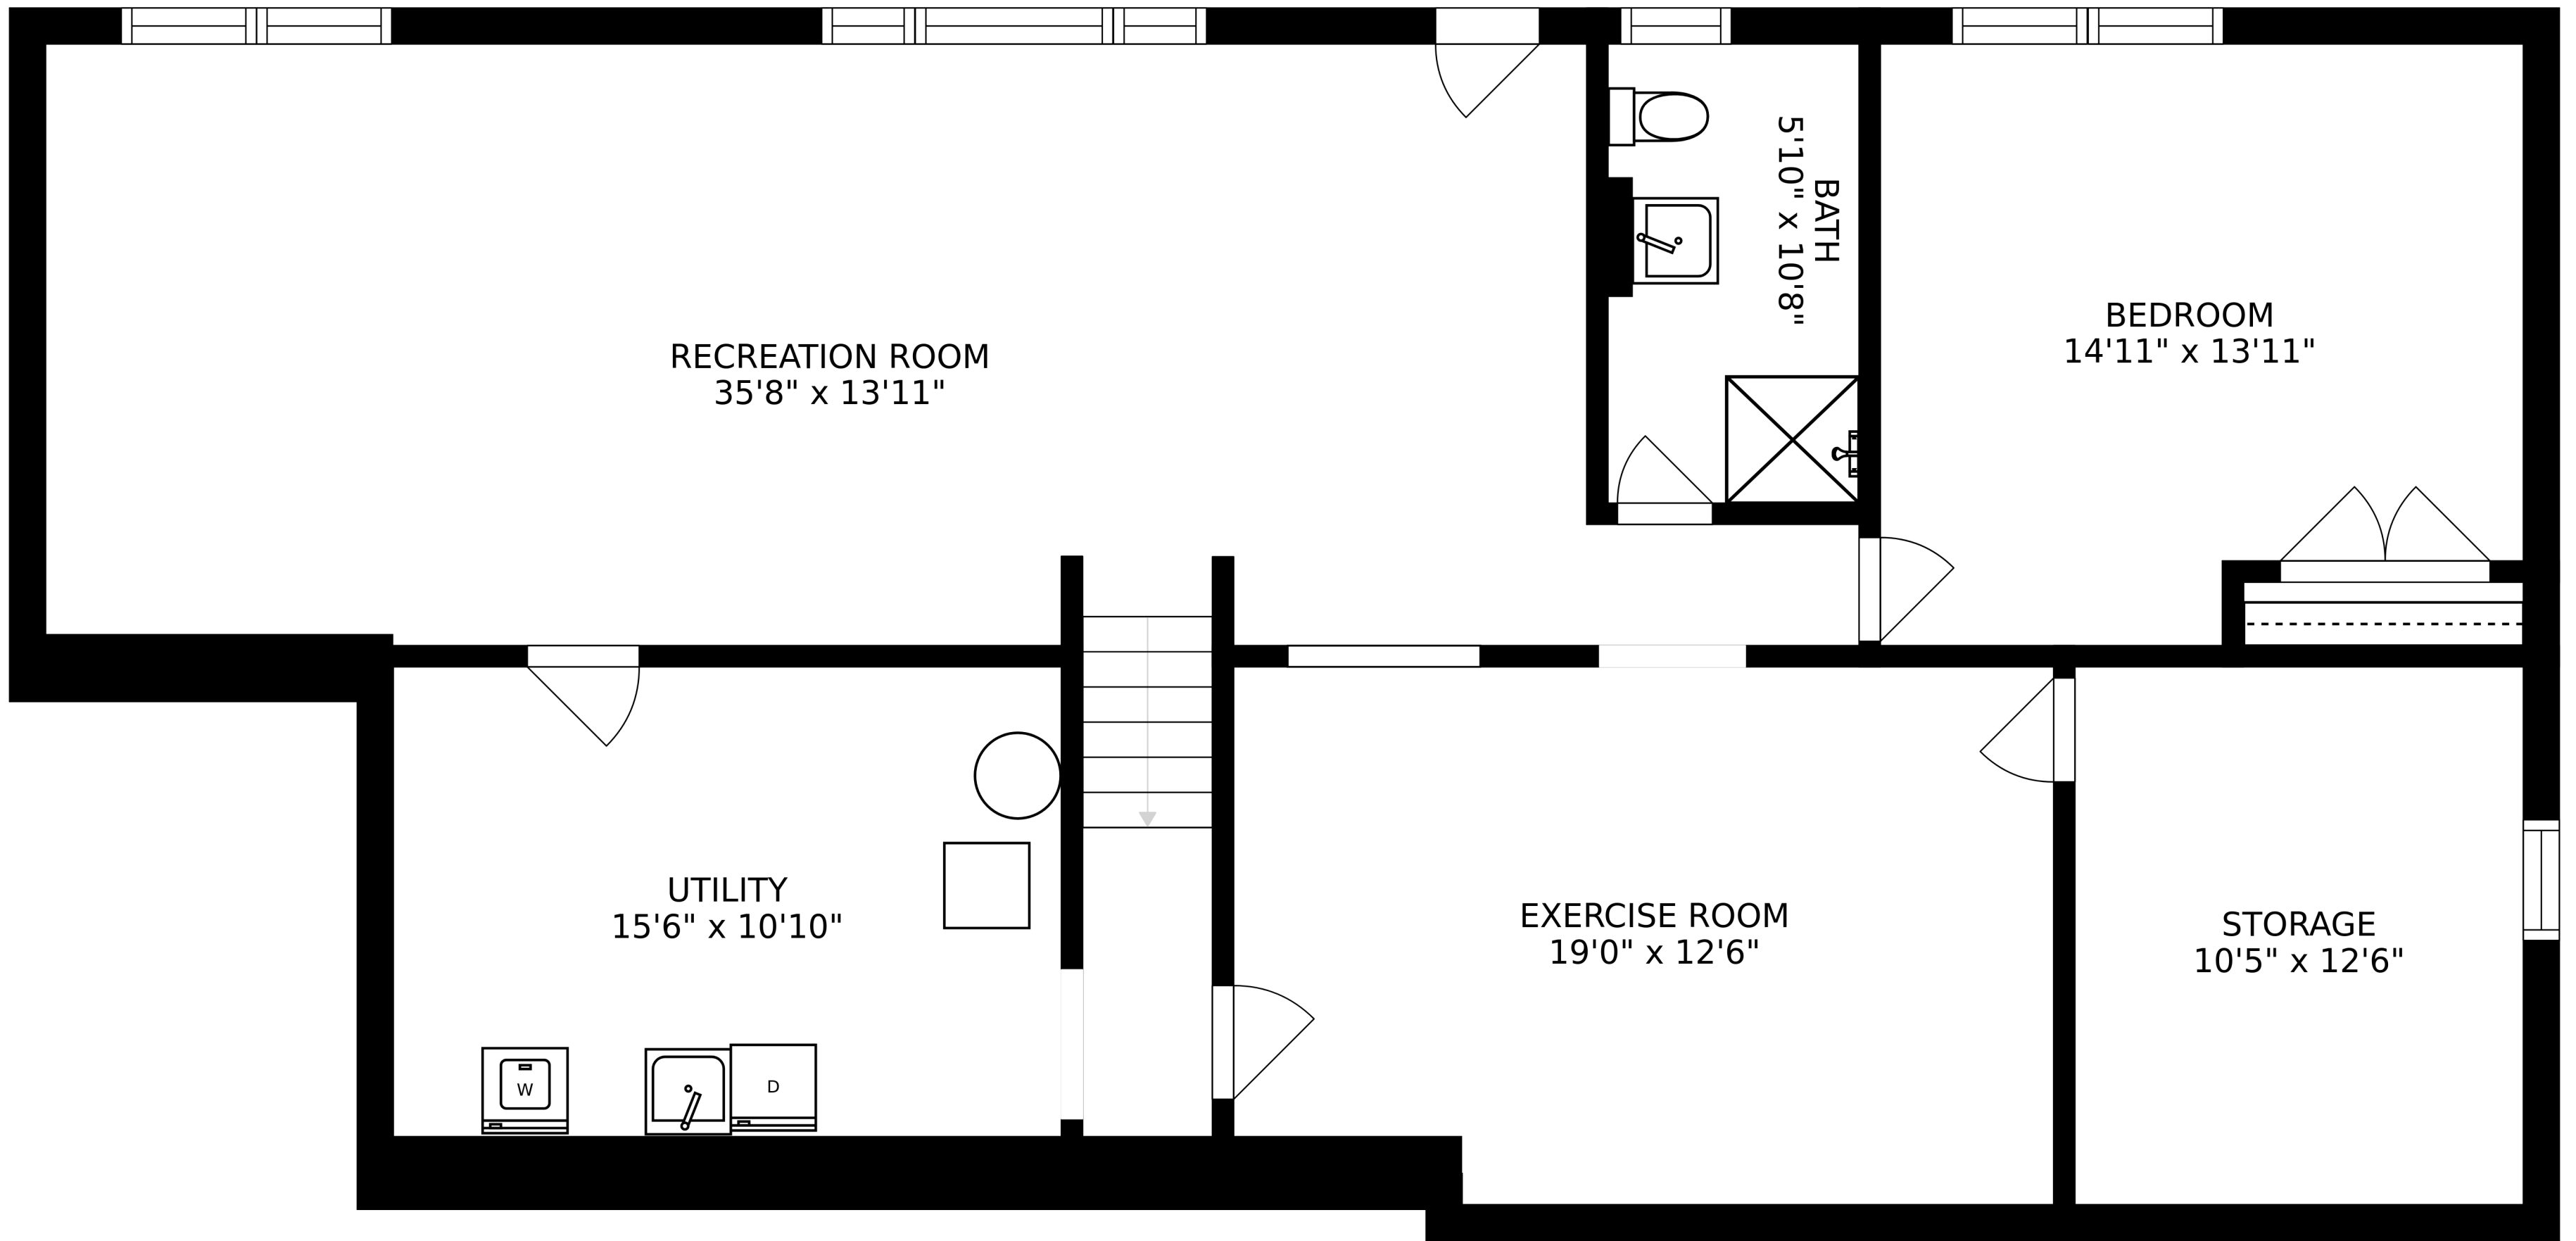 BATH
5'10" x 10'8"
BEDROOM
14'11" x 13'11"
RECREATION ROOM
35'8" x 13'11"
UTILITY
15'6" x 10'10"
EXERCISE ROOM
19'0" x 12'6"
STORAGE
10'5" x 12'6"
W
D